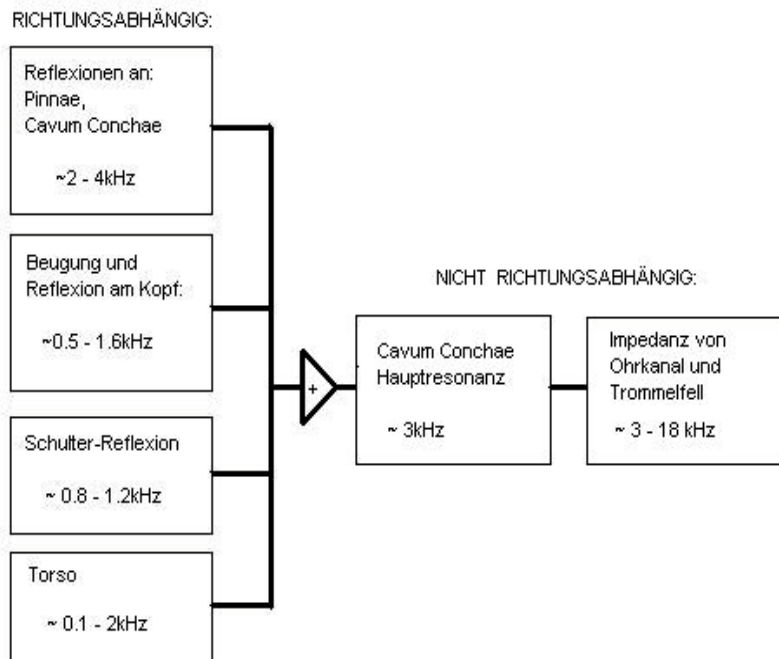 RICHTUNGSABHÄNGIG:
Reflexionen an:
Pinnae,
Cavum Conchae
~2 - 4kHz
Beugung und
Reflexion am Kopf:
~0.5 - 1.6kHz
Schulter-Reflexion
~ 0.8 - 1.2kHz
Torso
~ 0.1 - 2kHz
+
NICHT RICHTUNGSABHÄNGIG:
Cavum Conchae
Hauptresonanz
~ 3kHz
Impedanz von
Ohrkanal und
Trommelfell
~ 3 - 18 kHz